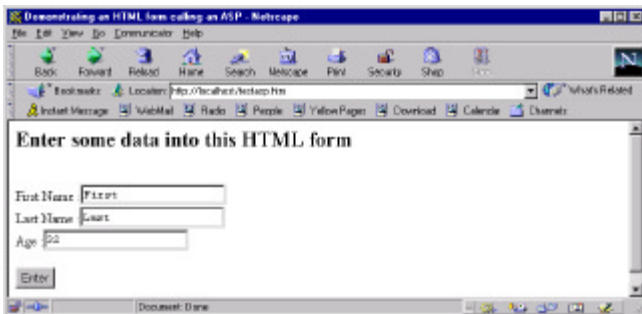 Demonstrating an HTML form calling an ASP - Netscape
File Edit View Go Communicator Help
Back Forward Reload Home Search Netscape Print Security Shop Stop
Bookmarks Location: http://localhost/testasp.htm What's Related
Instant Message WebMail Radio People Yellow Pages Download Calendar Channels
Enter some data into this HTML form
First Name: First
Last Name: Last
Age:
Enter
Document: Done